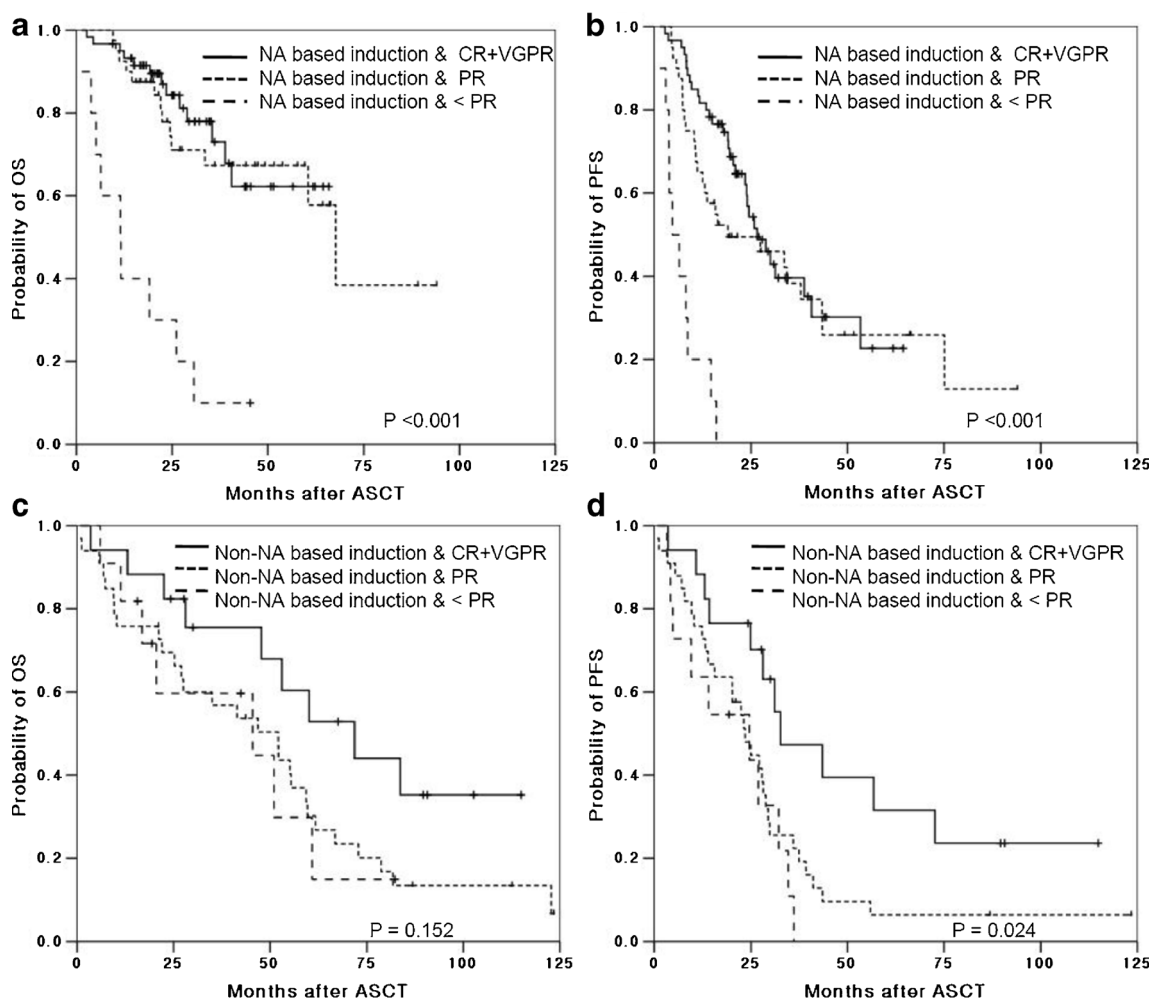 a
1.0
0.8
0.6
0.4
0.2
0.0
Probability of OS
NA based induction & CR+VGPR
NA based induction & PR
NA based induction & < PR
P <0.001
0 25 50 75 100 125
Months after ASCT
b
1.0
0.8
0.6
0.4
0.2
0.0
Probability of PFS
NA based induction & CR+VGPR
NA based induction & PR
NA based induction & < PR
P <0.001
0 25 50 75 100 125
Months after ASCT
c
1.0
0.8
0.6
0.4
0.2
0.0
Probability of OS
Non-NA based induction & CR+VGPR
Non-NA based induction & PR
Non-NA based induction & < PR
P = 0.152
0 25 50 75 100 125
Months after ASCT
d
1.0
0.8
0.6
0.4
0.2
0.0
Probability of PFS
Non-NA based induction & CR+VGPR
Non-NA based induction & PR
Non-NA based induction & < PR
P = 0.024
0 25 50 75 100 125
Months after ASCT